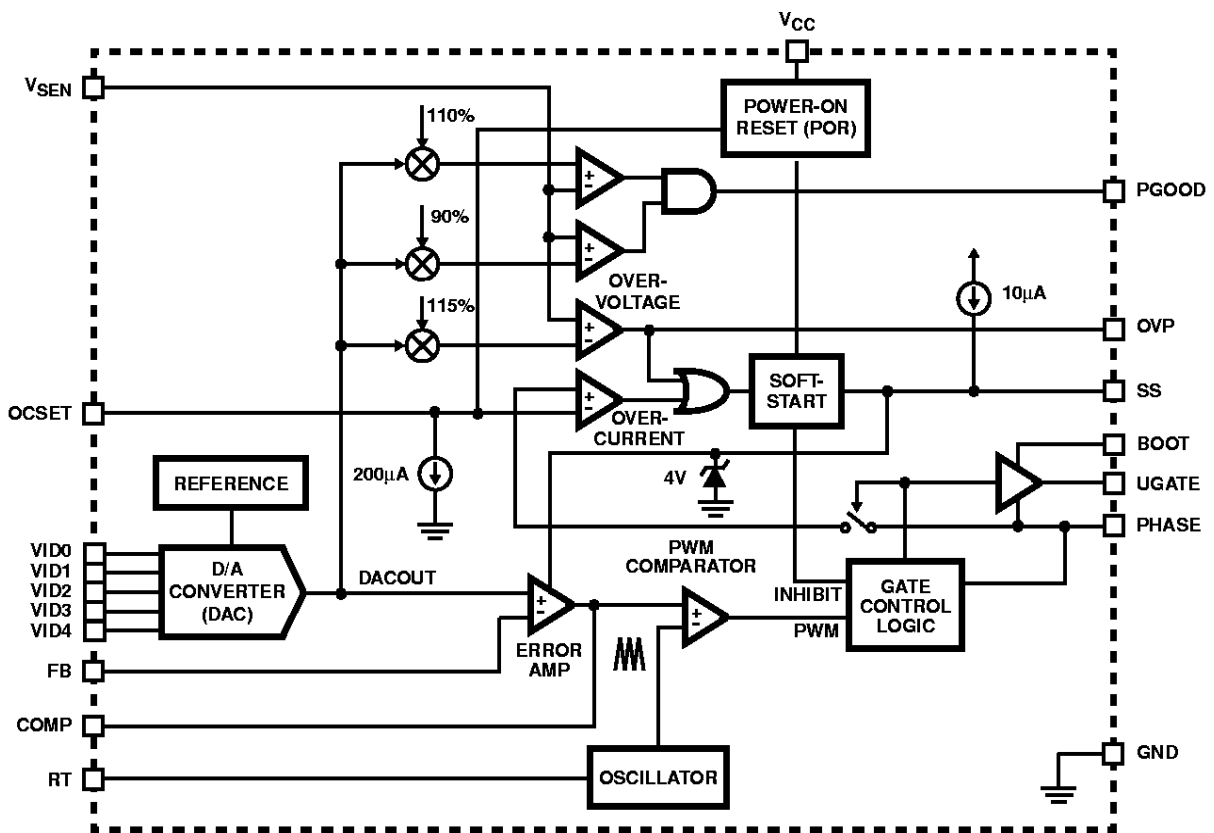 VCC
VSEN
110%
POWER-ON
RESET (POR)
+
-
PGOOD
90%
+
-
OVER-
VOLTAGE
10µA
115%
+
-
OVP
SOFT-
START
SS
OCSET
+
-
OVER-
CURRENT
BOOT
200µA
4V
REFERENCE
UGATE
PHASE
VID0
VID1
VID2
VID3
VID4
D/A
CONVERTER
(DAC)
DACOUT
PWM
COMPARATOR
+
-
ERROR
AMP
+
-
INHIBIT
PWM
GATE
CONTROL
LOGIC
FB
COMP
RT
OSCILLATOR
GND